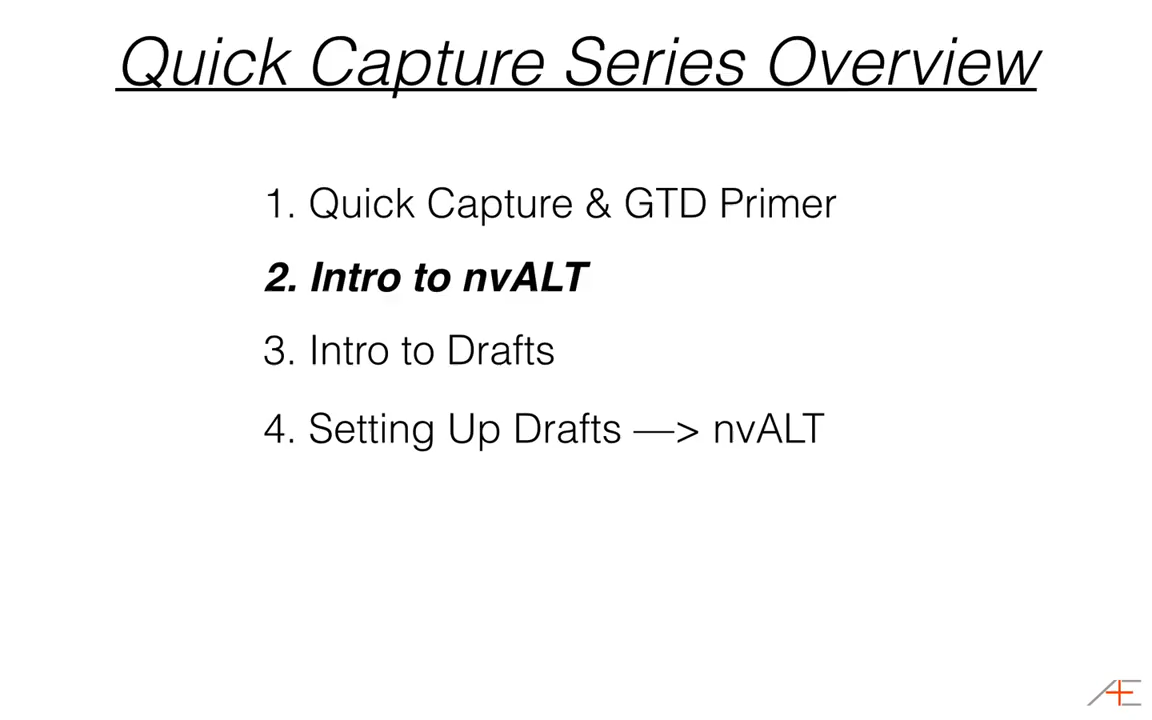 Quick Capture Series Overview
1. Quick Capture & GTD Primer
2. Intro to nvALT
3. Intro to Drafts
4. Setting Up Drafts —> nvALT
AE